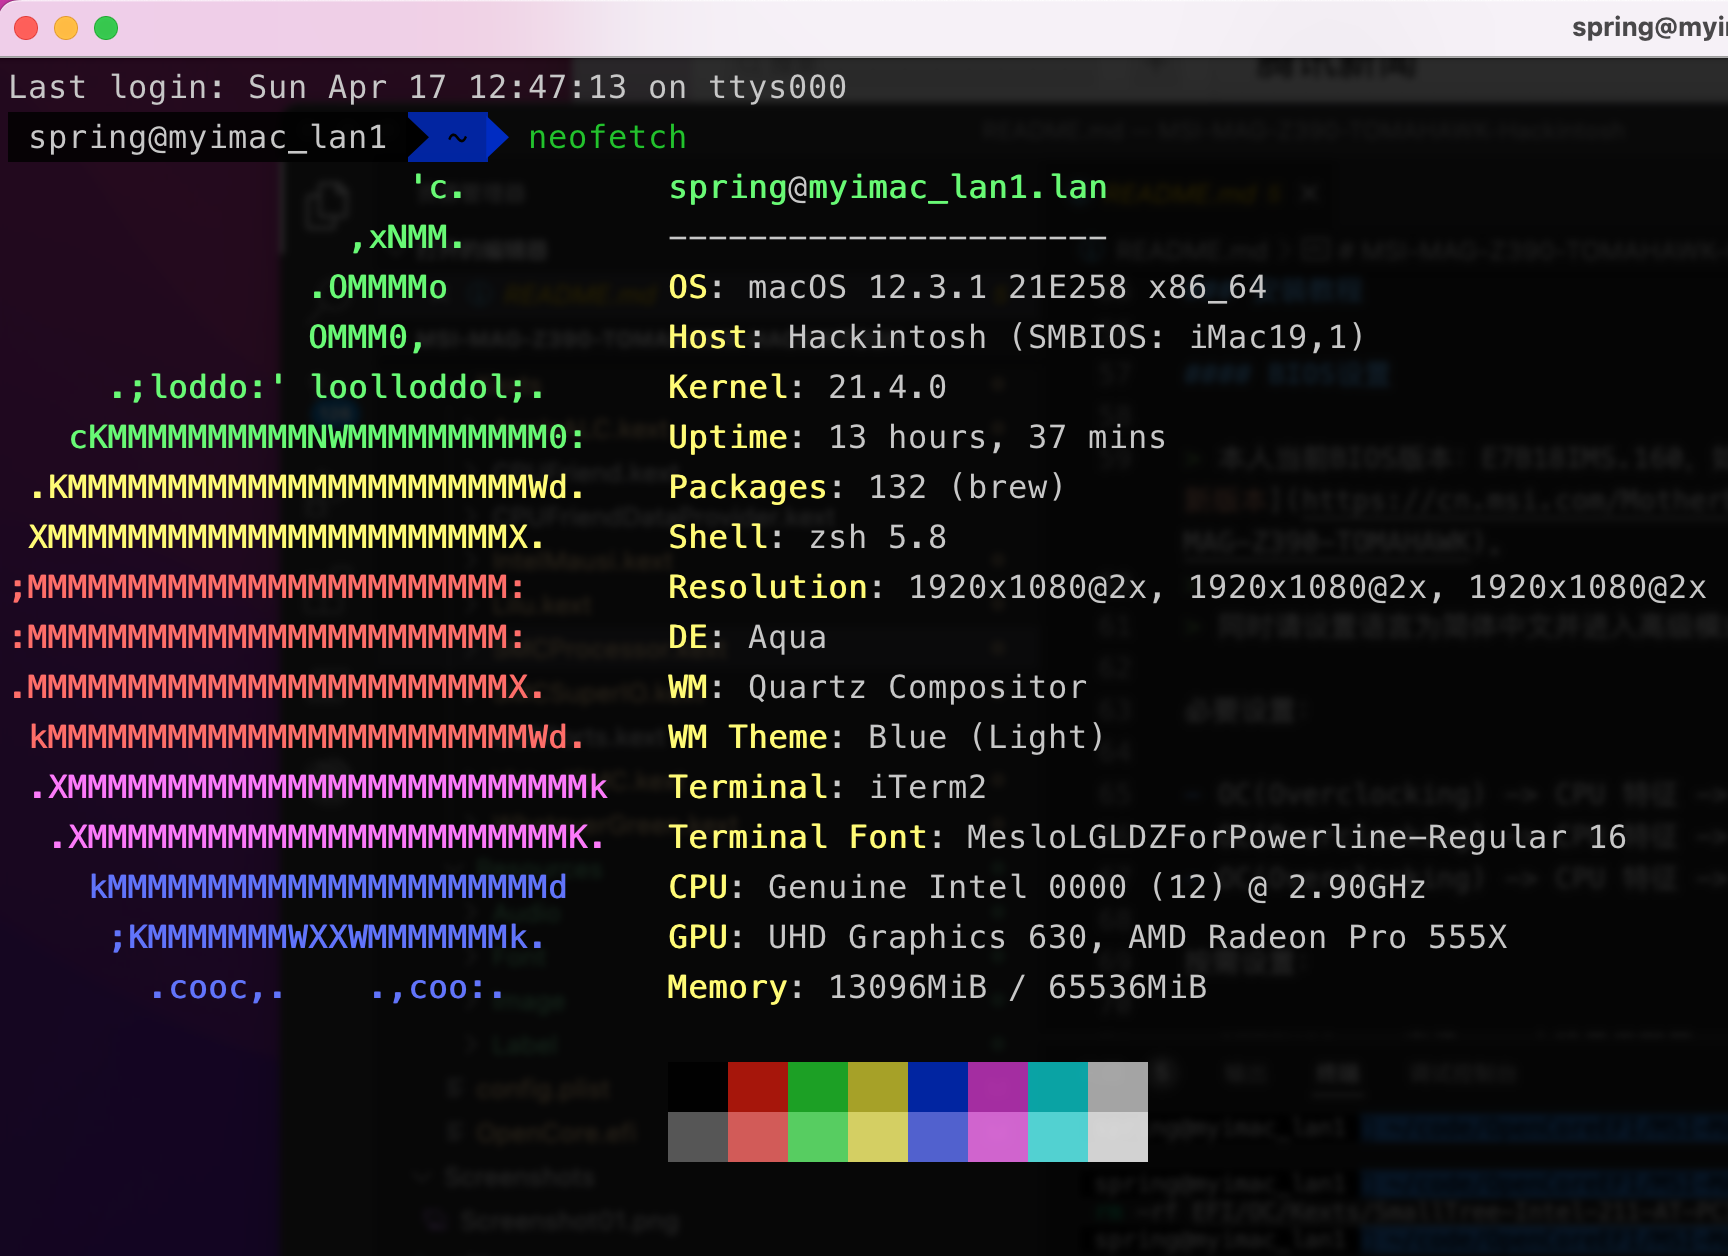 spring@myi
Last login: Sun Apr 17 12:47:13 on ttys000
spring@myimac_lan1 ~ neofetch
'c. spring@myimac_lan1.lan
,xNMM. ----------------------
.OMMMMo OS: macOS 12.3.1 21E258 x86_64
OMMM0, Host: Hackintosh (SMBIOS: iMac19,1)
.;loddo:' loolloddol;. Kernel: 21.4.0
cKMMMMMMMMMMNWMMMMMMMMMM0: Uptime: 13 hours, 37 mins
.KMMMMMMMMMMMMMMMMMMMMMMMWd. Packages: 132 (brew)
XMMMMMMMMMMMMMMMMMMMMMMMX. Shell: zsh 5.8
;MMMMMMMMMMMMMMMMMMMMMMMM: Resolution: 1920x1080@2x, 1920x1080@2x, 1920x1080@2x
:MMMMMMMMMMMMMMMMMMMMMMMM: DE: Aqua
.MMMMMMMMMMMMMMMMMMMMMMMMX. WM: Quartz Compositor
kMMMMMMMMMMMMMMMMMMMMMMMMWd. WM Theme: Blue (Light)
.XMMMMMMMMMMMMMMMMMMMMMMMMMMk Terminal: iTerm2
.XMMMMMMMMMMMMMMMMMMMMMMMMK. Terminal Font: MesloLGLDZForPowerline-Regular 16
kMMMMMMMMMMMMMMMMMMMMMMd CPU: Genuine Intel 0000 (12) @ 2.90GHz
;KMMMMMMMWXXWMMMMMMMk. GPU: UHD Graphics 630, AMD Radeon Pro 555X
.cooc,. .,coo:. Memory: 13096MiB / 65536MiB